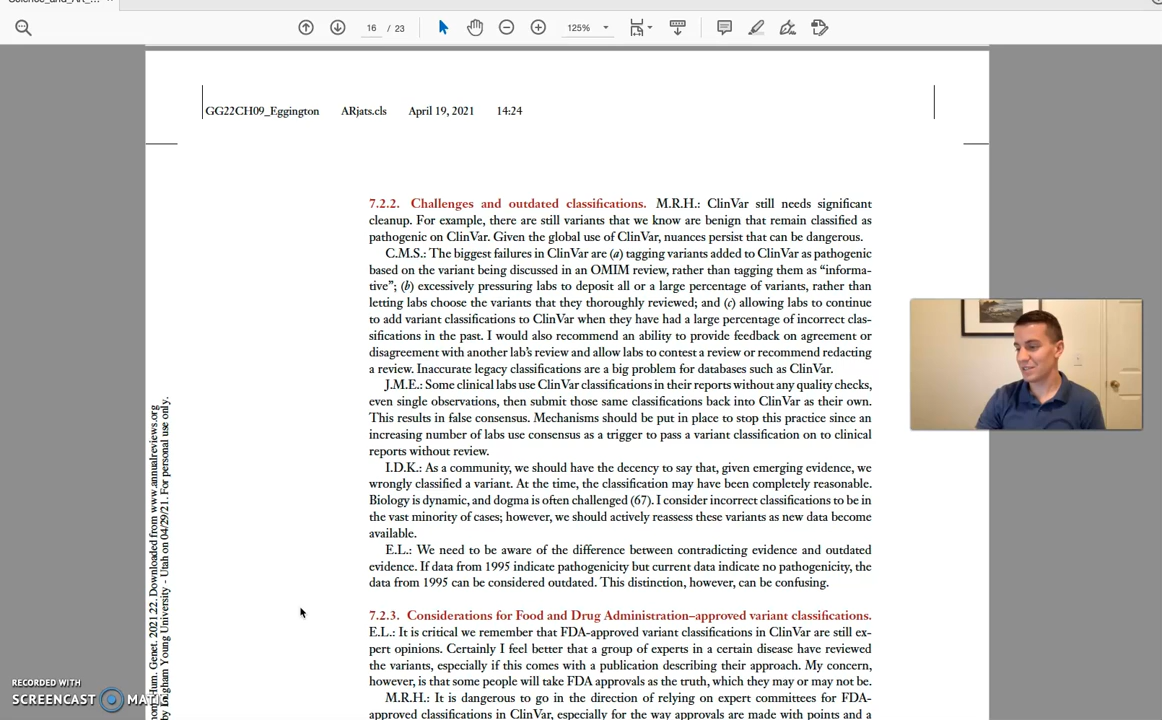 Science_and_Art_...
16 / 23
125%
GG22CH09_Eggington ARjats.cls April 19, 2021 14:24
7.2.2. Challenges and outdated classifications. M.R.H.: ClinVar still needs significant
cleanup. For example, there are still variants that we know are benign that remain classified as
pathogenic on ClinVar. Given the global use of ClinVar, nuances persist that can be dangerous.
C.M.S.: The biggest failures in ClinVar are (a) tagging variants added to ClinVar as pathogenic
based on the variant being discussed in an OMIM review, rather than tagging them as “informa-
tive”; (b) excessively pressuring labs to deposit all or a large percentage of variants, rather than
letting labs choose the variants that they thoroughly reviewed; and (c) allowing labs to continue
to add variant classifications to ClinVar when they have had a large percentage of incorrect clas-
sifications in the past. I would also recommend an ability to provide feedback on agreement or
disagreement with another lab’s review and allow labs to contest a review or recommend redacting
a review. Inaccurate legacy classifications are a big problem for databases such as ClinVar.
J.M.E.: Some clinical labs use ClinVar classifications in their reports without any quality checks,
even single observations, then submit those same classifications back into ClinVar as their own.
This results in false consensus. Mechanisms should be put in place to stop this practice since an
increasing number of labs use consensus as a trigger to pass a variant classification on to clinical
reports without review.
I.D.K.: As a community, we should have the decency to say that, given emerging evidence, we
wrongly classified a variant. At the time, the classification may have been completely reasonable.
Biology is dynamic, and dogma is often challenged (67). I consider incorrect classifications to be in
the vast minority of cases; however, we should actively reassess these variants as new data become
available.
E.L.: We need to be aware of the difference between contradicting evidence and outdated
evidence. If data from 1995 indicate pathogenicity but current data indicate no pathogenicity, the
data from 1995 can be considered outdated. This distinction, however, can be confusing.
7.2.3. Considerations for Food and Drug Administration–approved variant classifications.
E.L.: It is critical we remember that FDA-approved variant classifications in ClinVar are still ex-
pert opinions. Certainly I feel better that a group of experts in a certain disease have reviewed
the variants, especially if this comes with a publication describing their approach. My concern,
however, is that some people will take FDA approvals as the truth, which they may or may not be.
M.R.H.: It is dangerous to go in the direction of relying on expert committees for FDA-
approved classifications in ClinVar, especially for the way approvals are made with points and a
Hum. Genet. 2021.22. Downloaded from www.annualreviews.org
University - Utah on 04/29/21. For personal use only.
RECORDED WITH
SCREENCAST MATIC